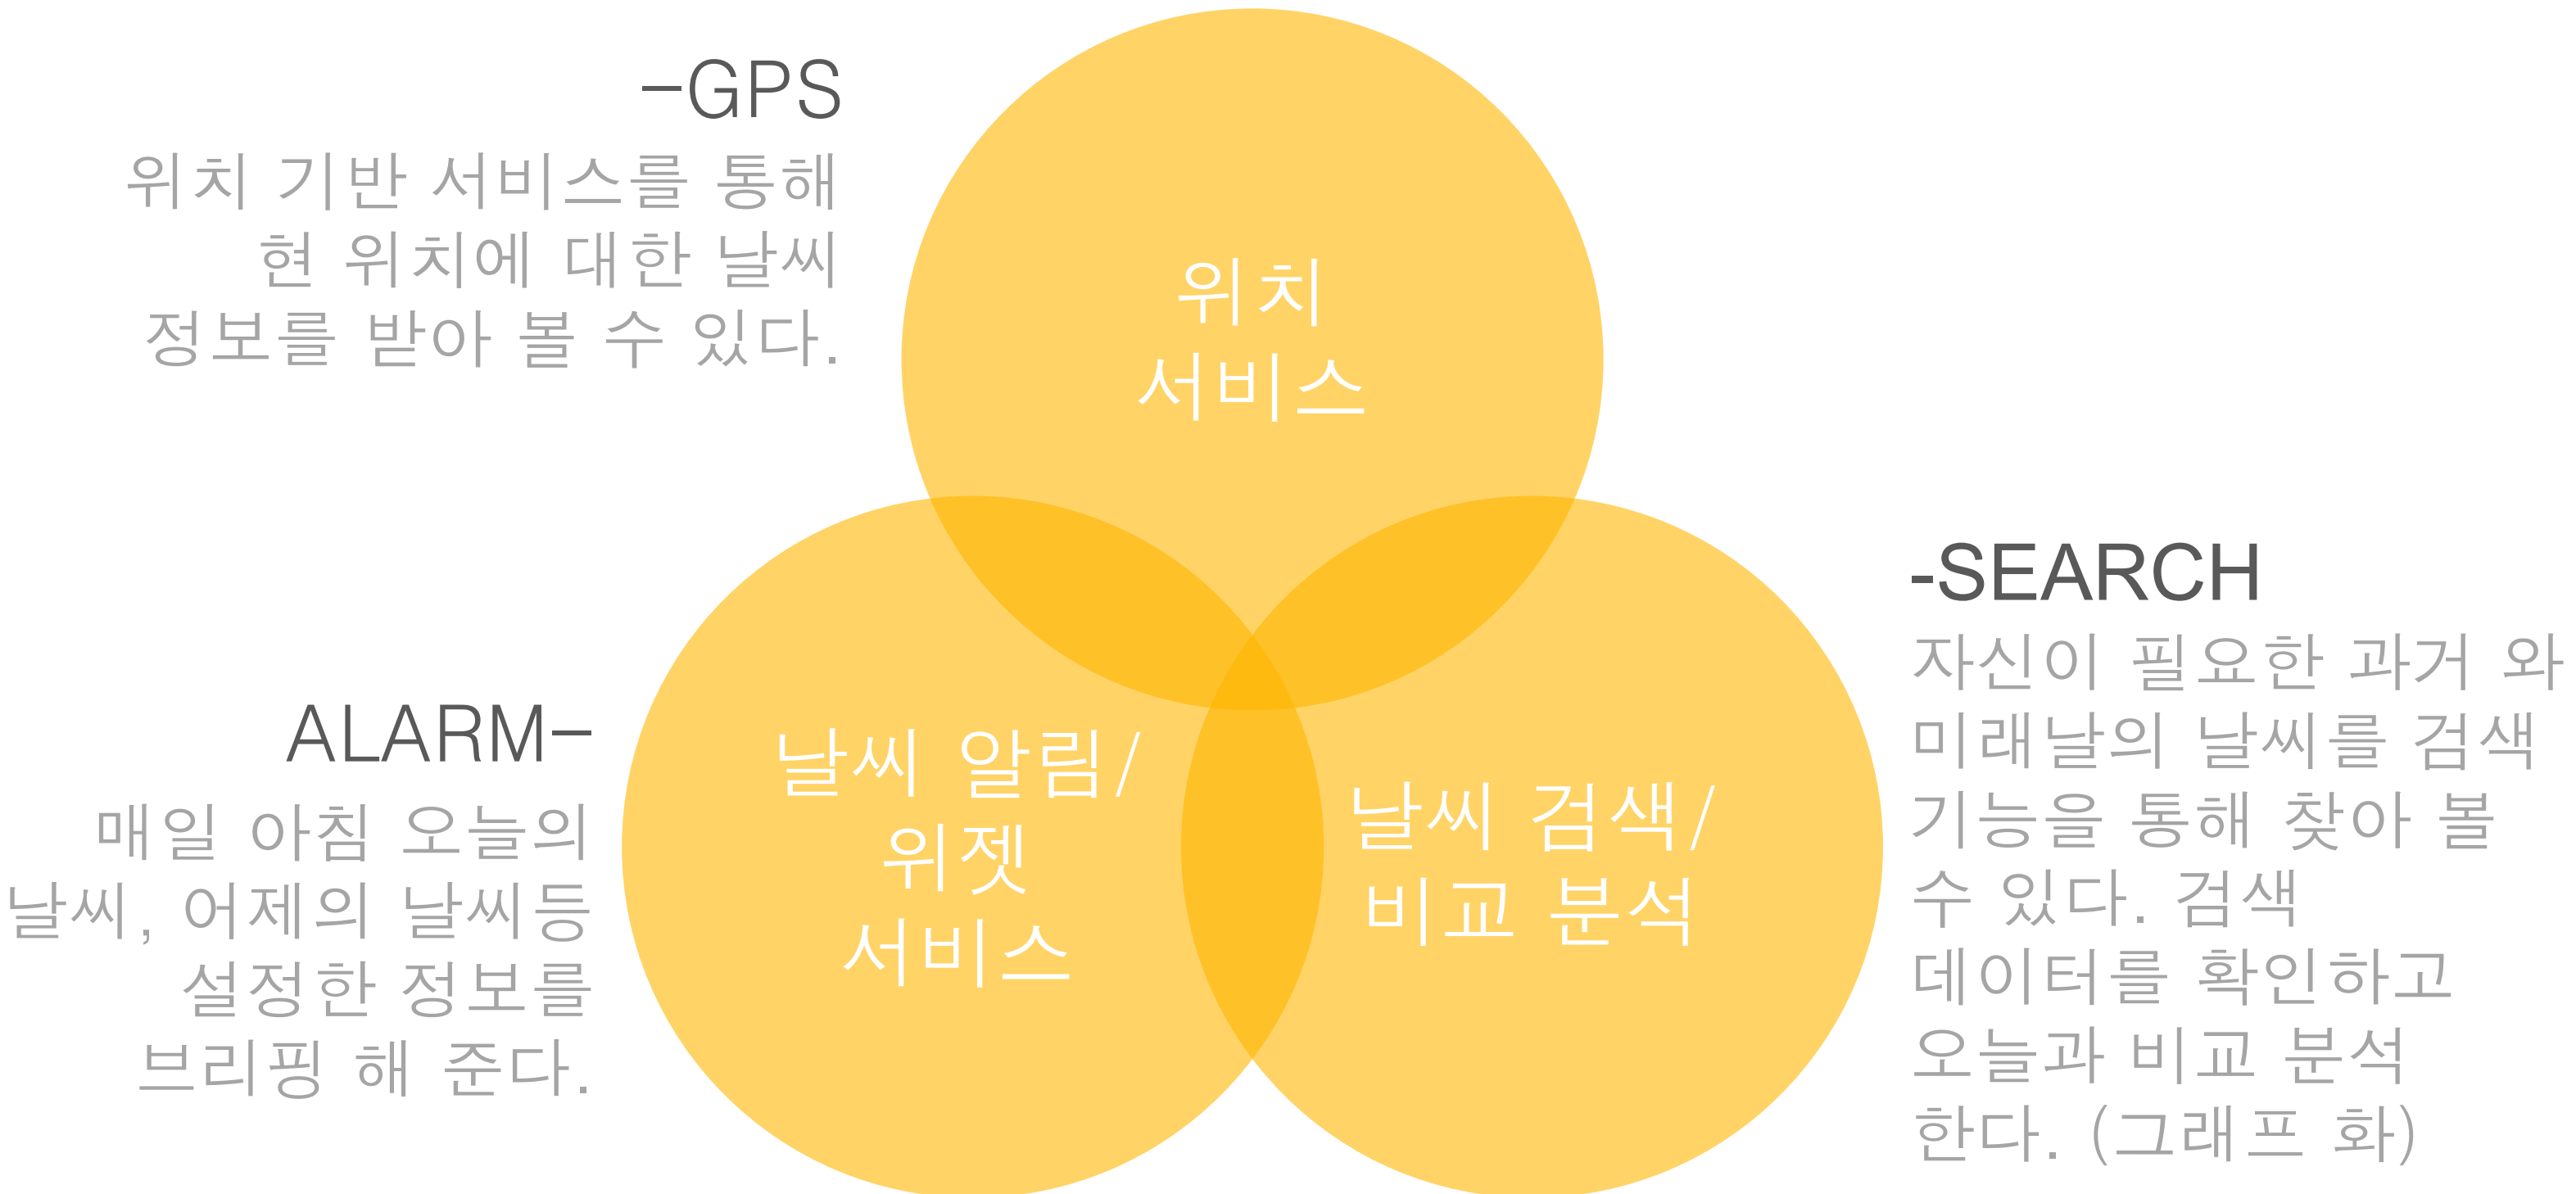 –GPS
위치 기반 서비스를 통해
현 위치에 대한 날씨
정보를 받아 볼 수 있다.
위치
서비스
ALARM–
매일 아침 오늘의
날씨, 어제의 날씨등
설정한 정보를
브리핑 해 준다.
날씨 알림/
위젯
서비스
날씨 검색/
비교 분석
-SEARCH
자신이 필요한 과거 와
미래날의 날씨를 검색
기능을 통해 찾아 볼
수 있다. 검색
데이터를 확인하고
오늘과 비교 분석
한다. (그래프 화)